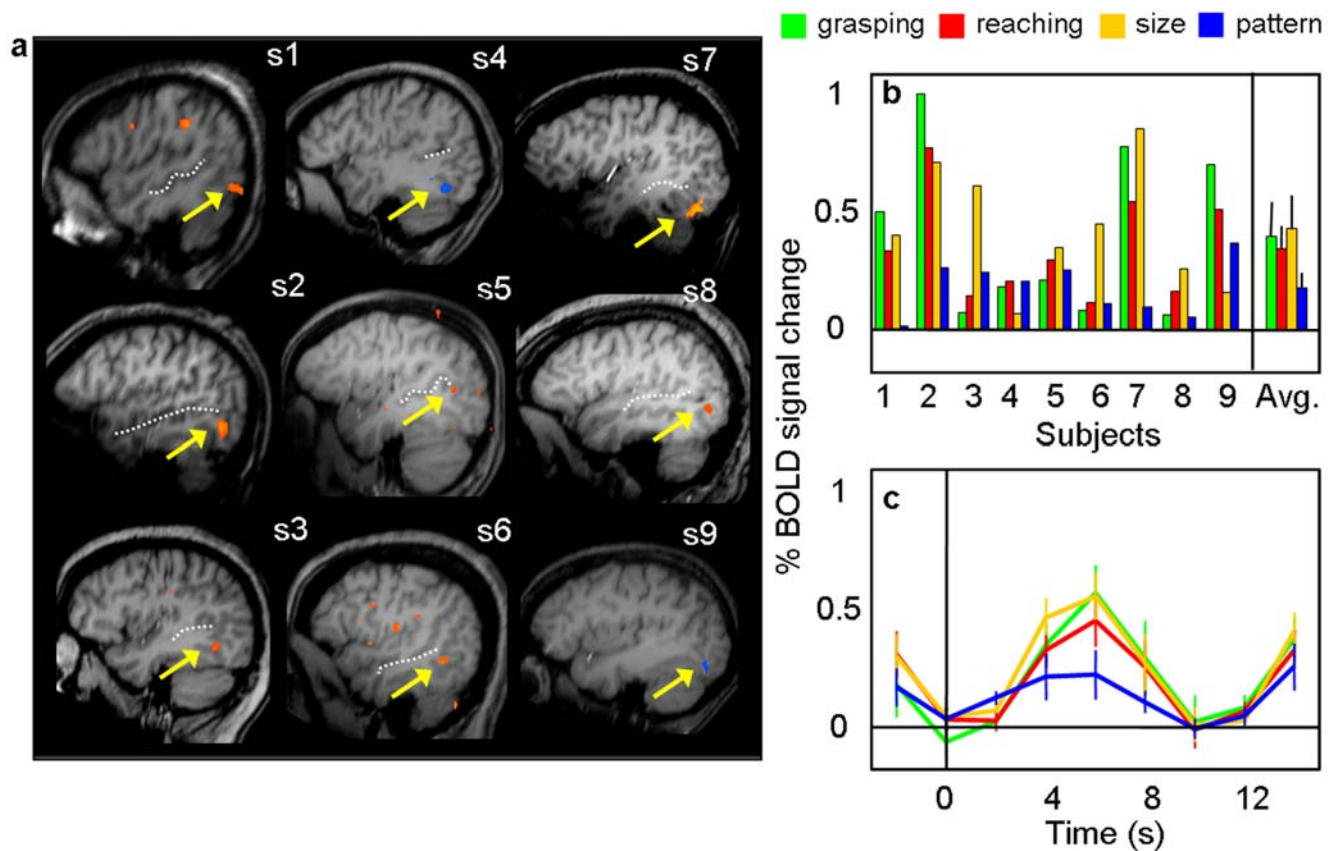 grasping reaching size pattern
a
s1 s4 s7
s2 s5 s8
s3 s6 s9
% BOLD signal change
b
1
0.5
0
1 2 3 4 5 6 7 8 9 Avg.
Subjects
c
1
0.5
0
0 4 8 12
Time (s)